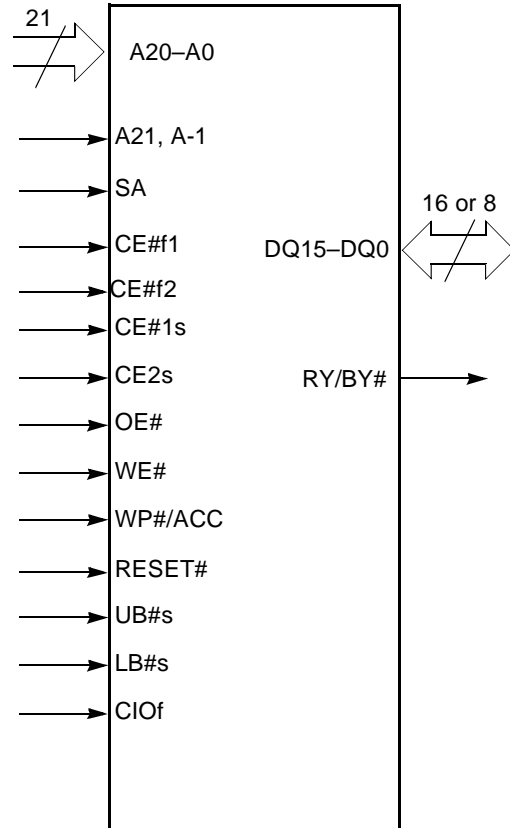 21
A20–A0
A21, A-1
SA
16 or 8
CE#f1
DQ15–DQ0
CE#f2
CE#1s
CE2s
RY/BY#
OE#
WE#
WP#/ACC
RESET#
UB#s
LB#s
CIOf